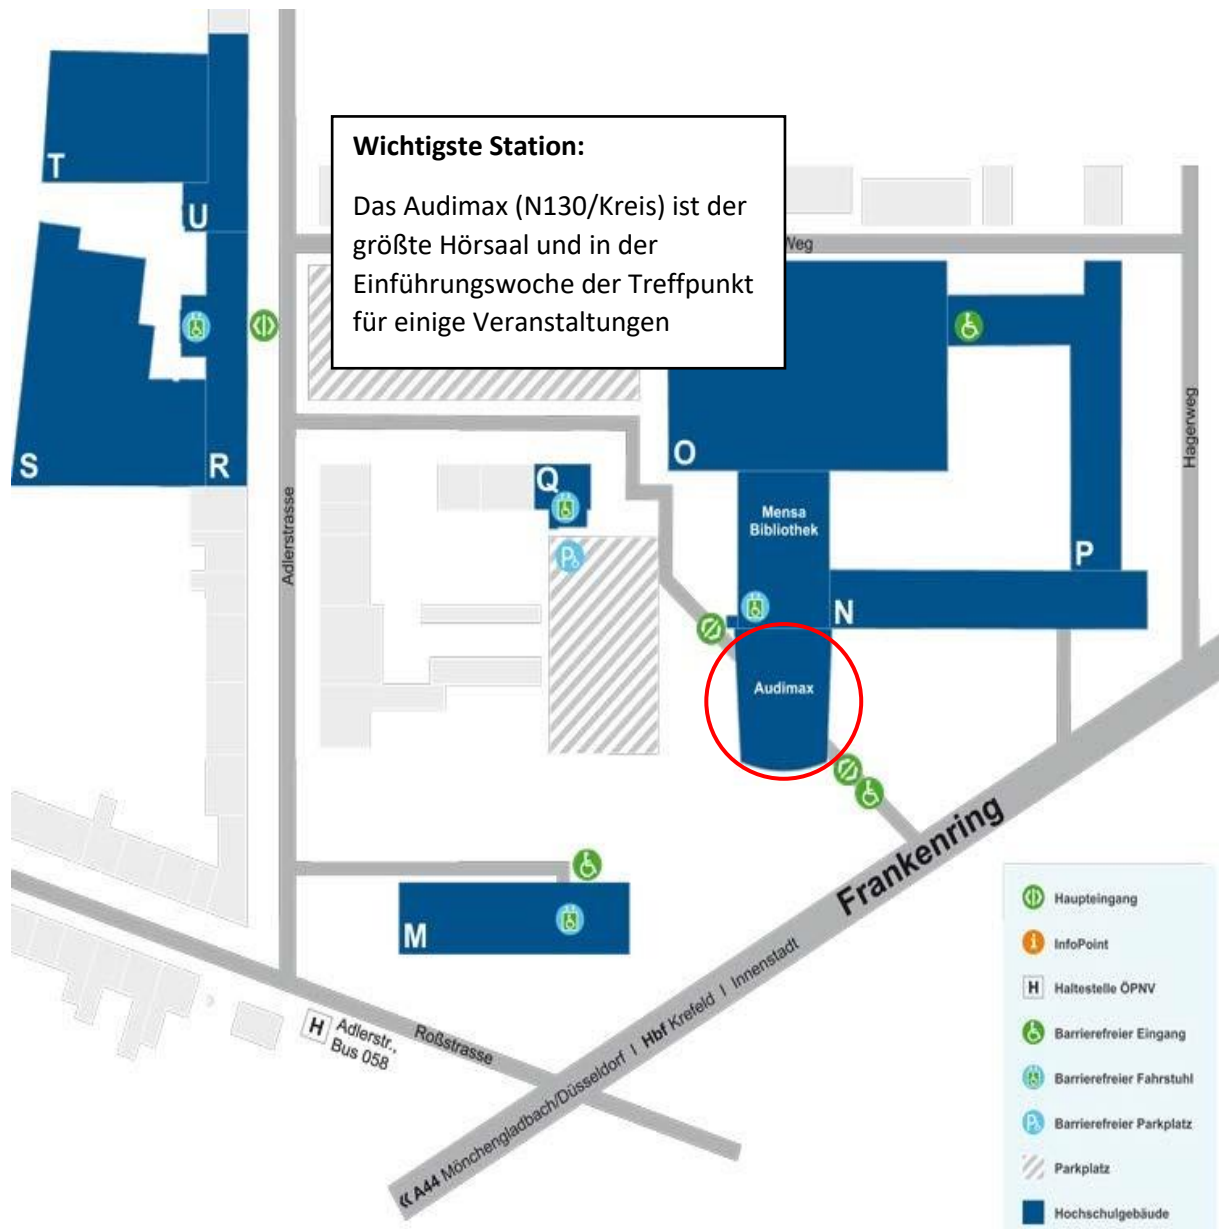 T
U
Wichtigste Station:
Das Audimax (N130/Kreis) ist der
größte Hörsaal und in der
Einführungswoche der Treffpunkt
für einige Veranstaltungen
Weg
S
R
Adlerstrasse
Q
O
Mensa
Bibliothek
P
Hagerweg
N
Audimax
M
Frankenring
« A44 Mönchengladbach/Düsseldorf I Hbf Krefeld I Innenstadt
H Adlerstr.,
Bus 058
Roßstrasse
Haupteingang
i InfoPoint
H Haltestelle ÖPNV
Barrierefreier Eingang
Barrierefreier Fahrstuhl
P Barrierefreier Parkplatz
Parkplatz
Hochschulgebäude